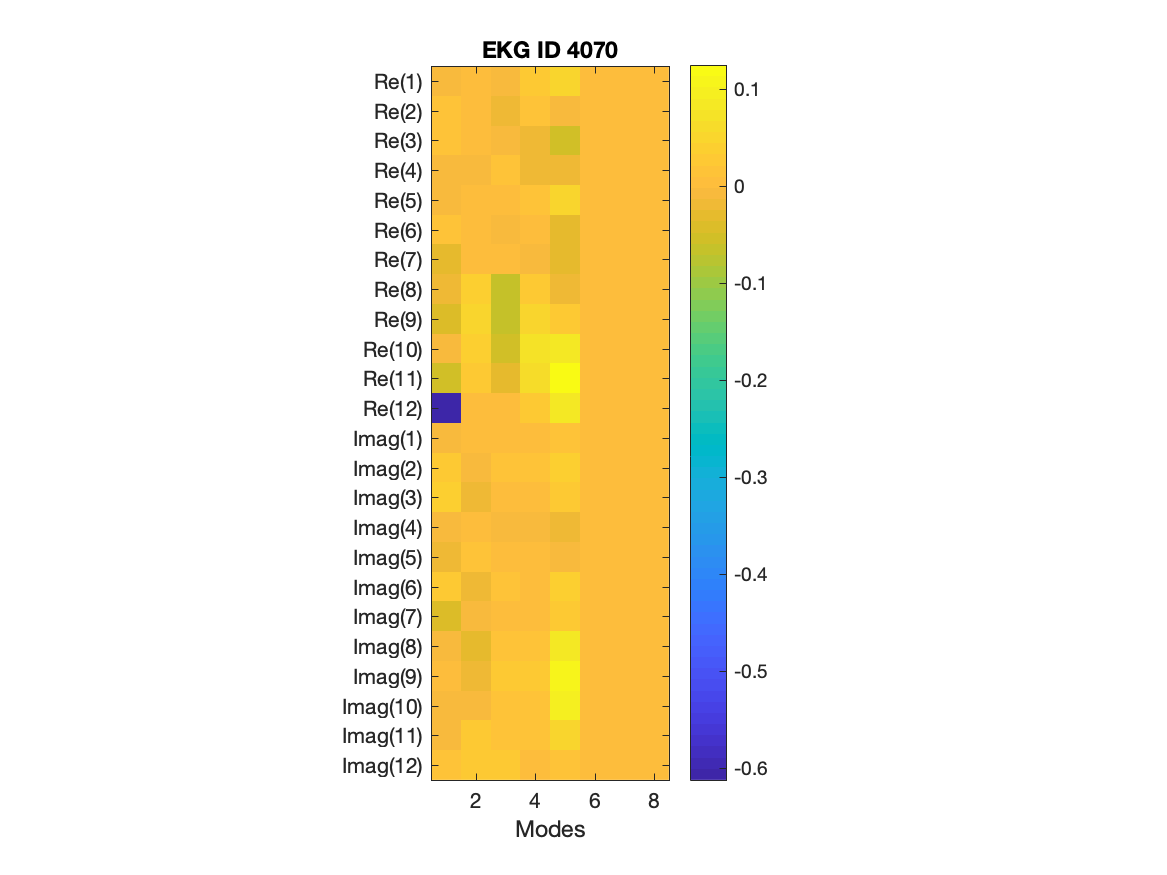 EKG ID 4070
Re(1)
Re(2)
Re(3)
Re(4)
Re(5)
Re(6)
Re(7)
Re(8)
Re(9)
Re(10)
Re(11)
Re(12)
Imag(1)
Imag(2)
Imag(3)
Imag(4)
Imag(5)
Imag(6)
Imag(7)
Imag(8)
Imag(9)
Imag(10)
Imag(11)
Imag(12)
2 4 6 8
Modes
0.1
0
-0.1
-0.2
-0.3
-0.4
-0.5
-0.6